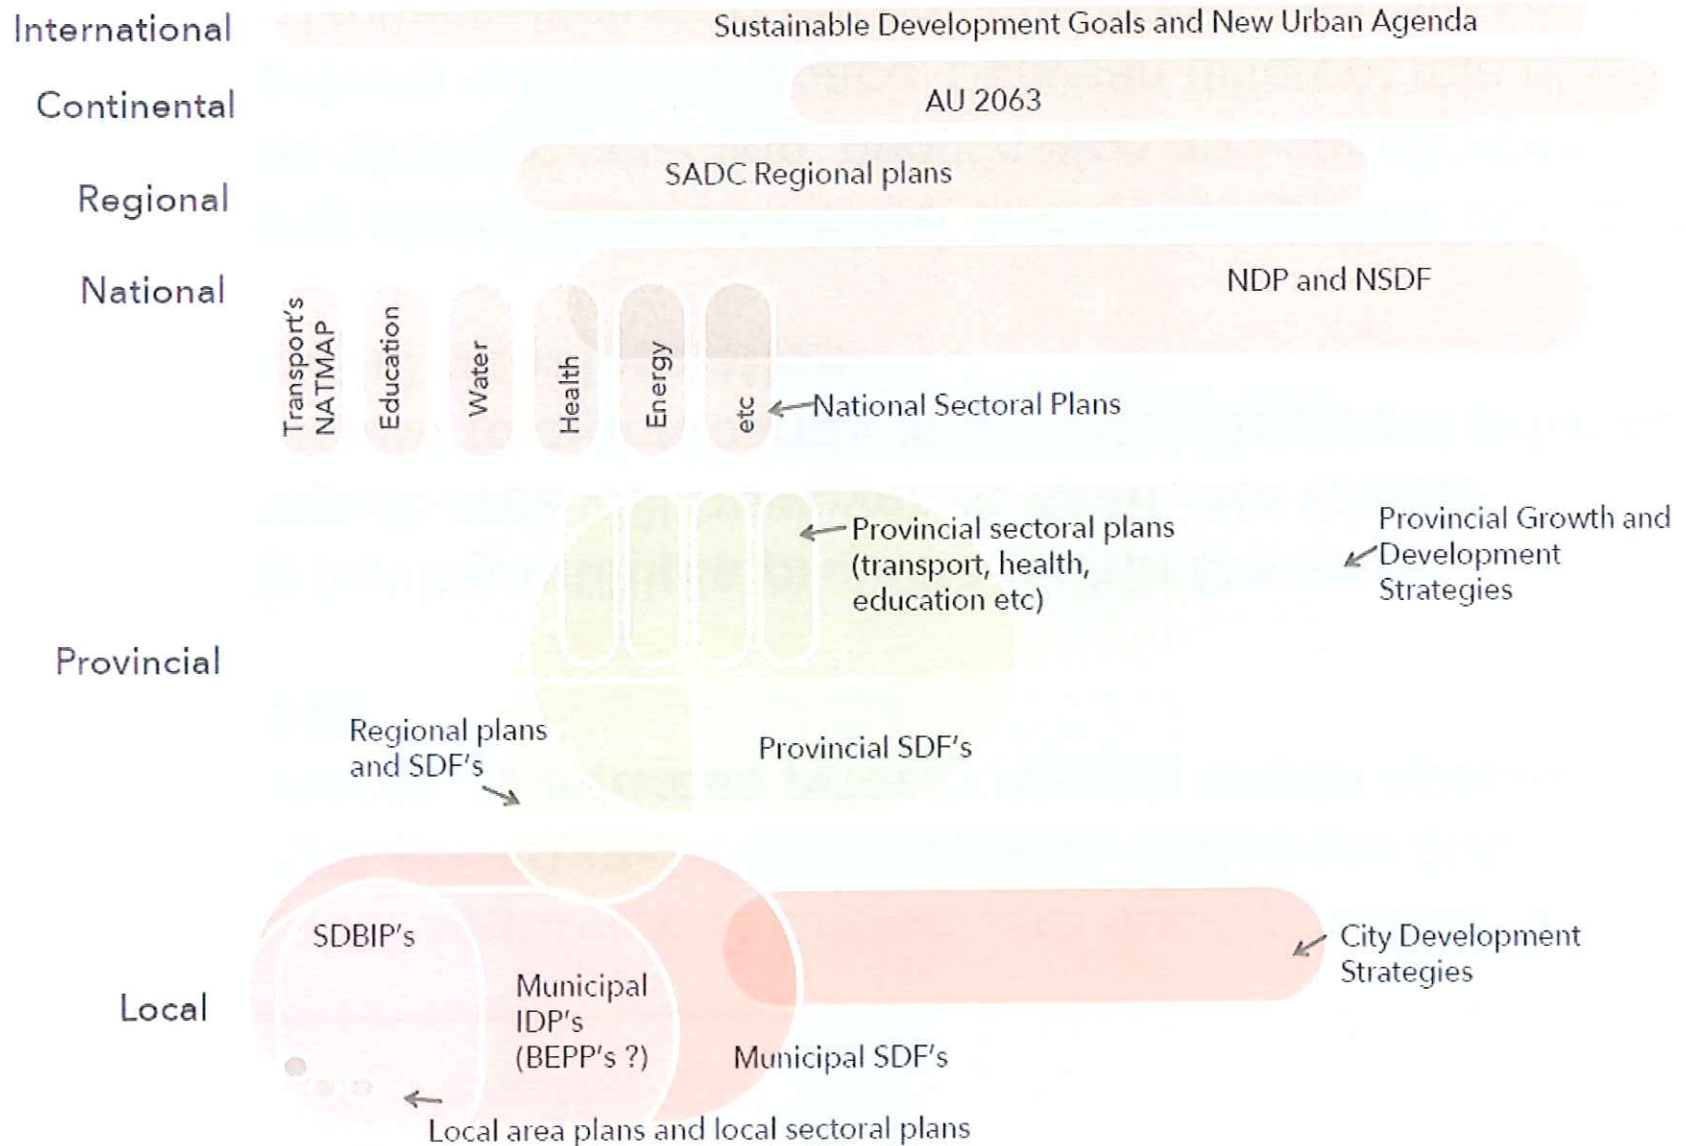 International
Sustainable Development Goals and New Urban Agenda
Continental
AU 2063
Regional
SADC Regional plans
National
NDP and NSDF
Transport's
NATMAP
Education
Water
Health
Energy
etc
National Sectoral Plans
Provincial sectoral plans
(transport, health,
education etc)
Provincial Growth and
Development
Strategies
Provincial
Regional plans
and SDF's
Provincial SDF's
SDBIP's
Municipal
IDP's
(BEPP's ?)
City Development
Strategies
Local
Municipal SDF's
Local area plans and local sectoral plans